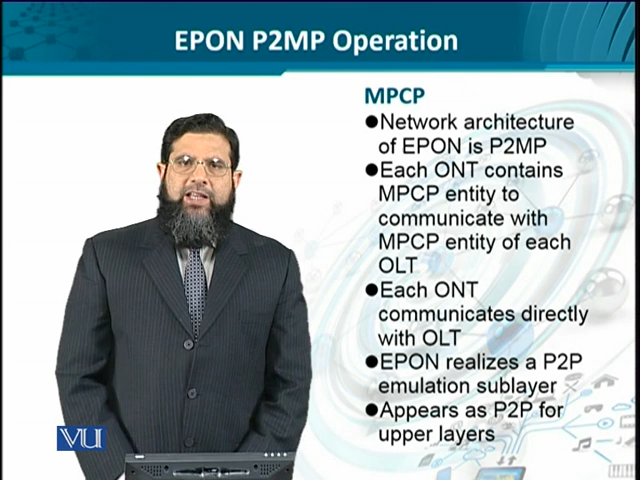 EPON P2MP Operation
MPCP
●Network architecture
of EPON is P2MP
●Each ONT contains
MPCP entity to
communicate with
MPCP entity of each
OLT
●Each ONT
communicates directly
with OLT
●EPON realizes a P2P
emulation sublayer
●Appears as P2P for
upper layers
VU